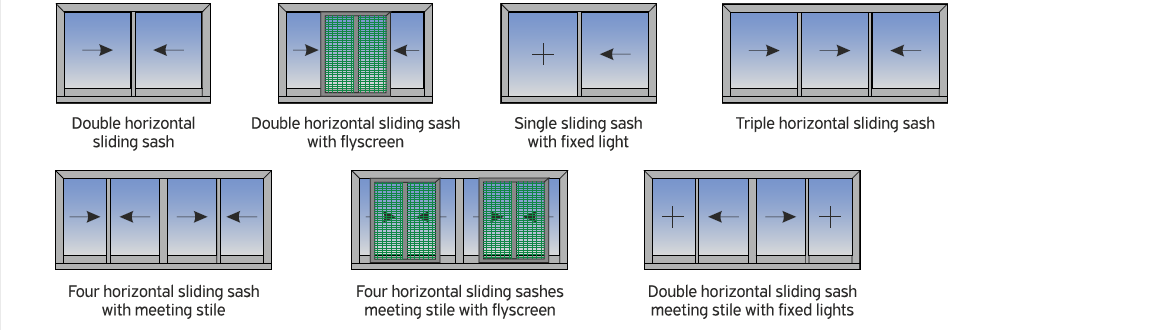 Double horizontal
sliding sash
Double horizontal sliding sash
with flyscreen
Single sliding sash
with fixed light
Triple horizontal sliding sash
Four horizontal sliding sash
with meeting stile
Four horizontal sliding sashes
meeting stile with flyscreen
Double horizontal sliding sash
meeting stile with fixed lights